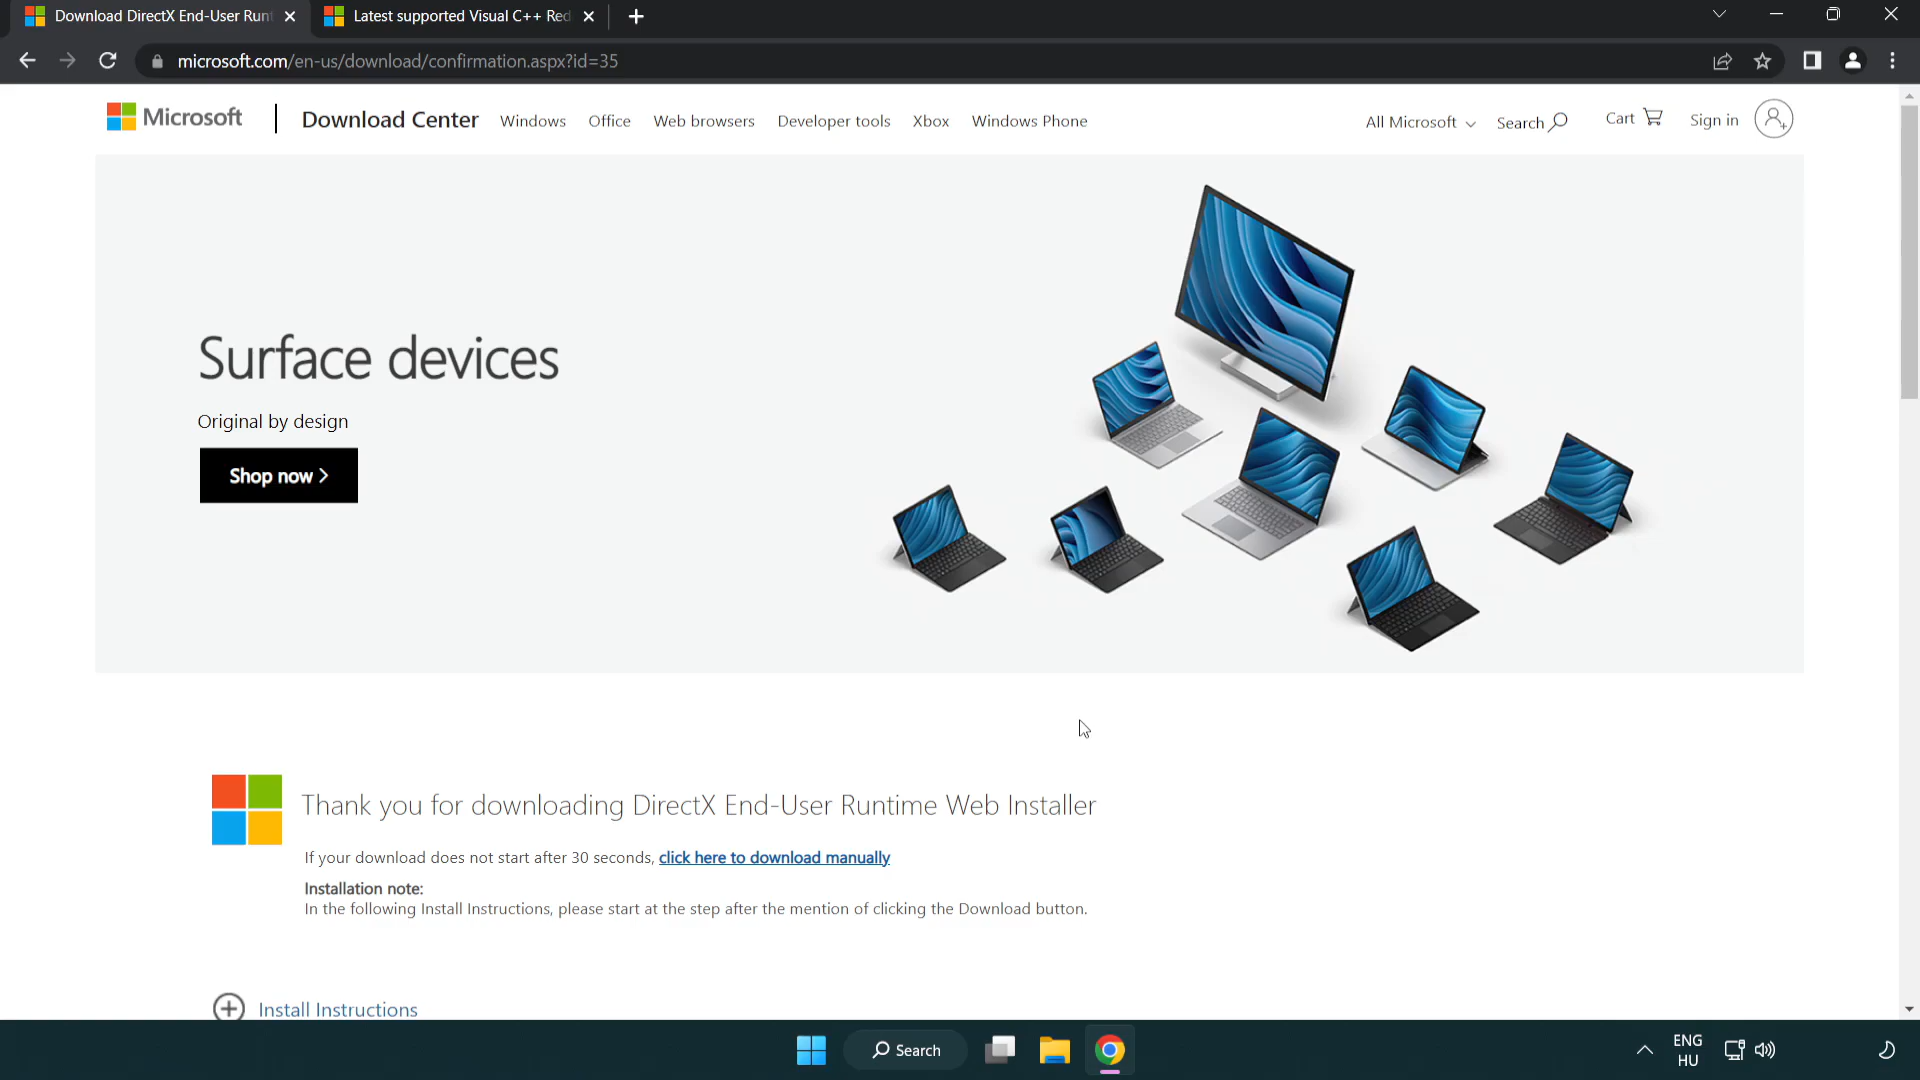 Download DirectX End-User Runt
Latest supported Visual C++ Red
microsoft.com/en-us/download/confirmation.aspx?id=35
Microsoft
Download Center
Windows
Office
Web browsers
Developer tools
Xbox
Windows Phone
All Microsoft
Search
Cart
Sign in
Surface devices
Original by design
Shop now
Thank you for downloading DirectX End-User Runtime Web Installer
If your download does not start after 30 seconds, click here to download manually
Installation note:
In the following Install Instructions, please start at the step after the mention of clicking the Download button.
Install Instructions
Search
ENG
HU